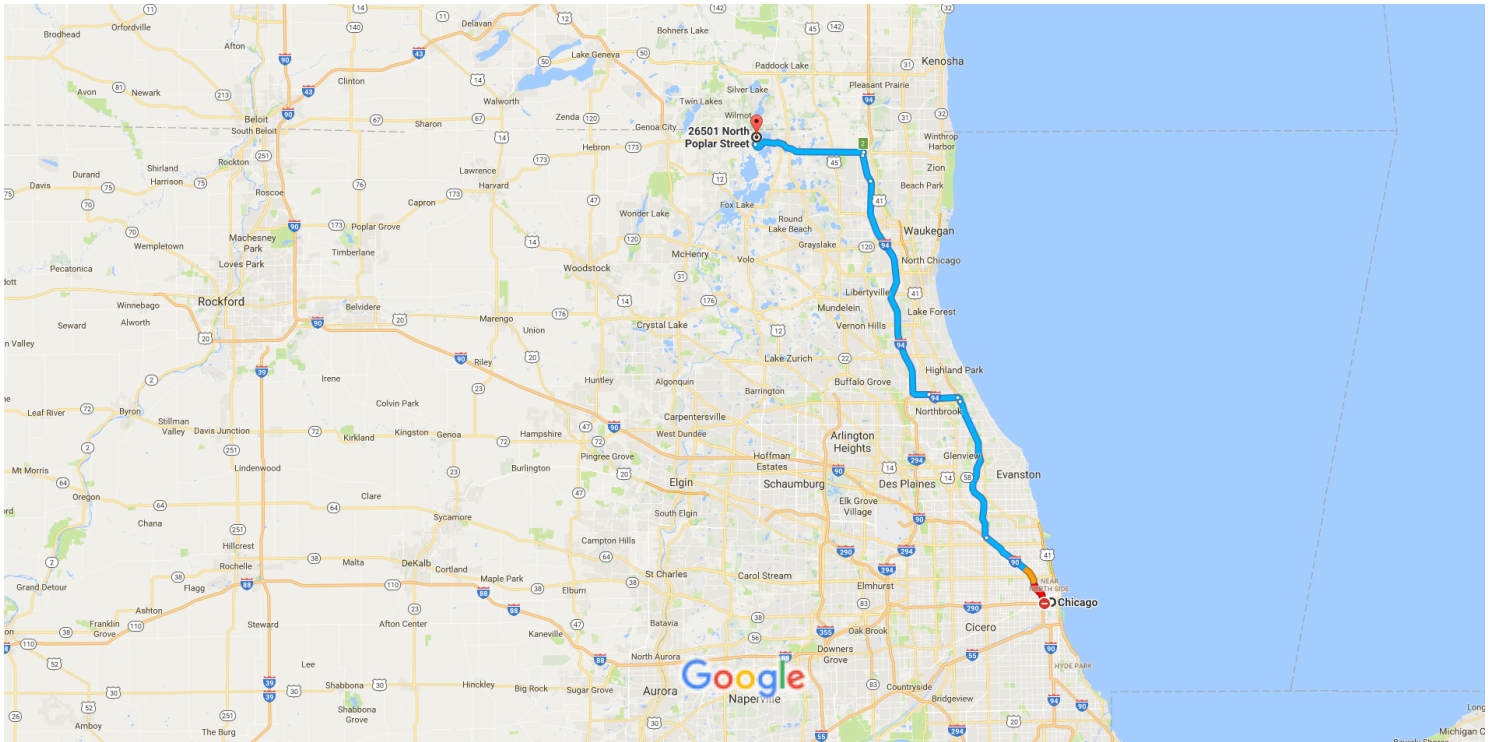 Brodhead
Orfordville
Afton
Delavan
Bohners Lake
Lake Geneva
Kenosha
Paddock Lake
Pleasant Prairie
Avon
Newark
Clinton
Walworth
Silver Lake
Twin Lakes
Wilmot
Beloit
South Beloit
Sharon
Zenda
Genoa City
26501 North
Poplar Street
Winthrop
Harbor
Rockton
Shirland
Harrison
Hebron
Zion
Durand
Davis
Lawrence
Harvard
Beach Park
Roscoe
Capron
Fox Lake
Wonder Lake
Round
Lake Beach
Waukegan
Poplar Grove
Wempletown
Machesney
Park
Timberlane
Grayslake
McHenry
Volo
North Chicago
Pecatonica
Loves Park
Woodstock
Libertyville
Winnebago
Rockford
Belvidere
Mundelein
Lake Forest
Seward
Alworth
Marengo
Union
Crystal Lake
Vernon Hills
Lake Zurich
Riley
Highland Park
Irene
Huntley
Algonquin
Barrington
Buffalo Grove
Leaf River
Byron
Stillman
Valley
Davis Junction
Colvin Park
Kirkland
Kingston
Genoa
Hampshire
Carpentersville
West Dundee
Northbrook
Arlington
Heights
Pingree Grove
Hoffman
Estates
Glenview
Mt Morris
Lindenwood
Burlington
Elgin
Schaumburg
Des Plaines
Evanston
Oregon
Clare
Elk Grove
Village
Chana
Sycamore
South Elgin
Hillcrest
Rochelle
Campton Hills
Malta
DeKalb
Cortland
Maple Park
St Charles
Carol Stream
Grand Detour
Flagg
Elburn
Elmhurst
NEAR
NORTH SIDE
Chicago
Ashton
Franklin
Grove
Steward
Afton Center
Kaneville
Batavia
Oak Brook
Cicero
Downers
Grove
Lee
North Aurora
HYDE PARK
Shabbona
Hinckley
Big Rock
Sugar Grove
Aurora
Google
Naperville
Countryside
Bridgeview
Shabbona
Grove
Amboy
The Burg
Michigan C